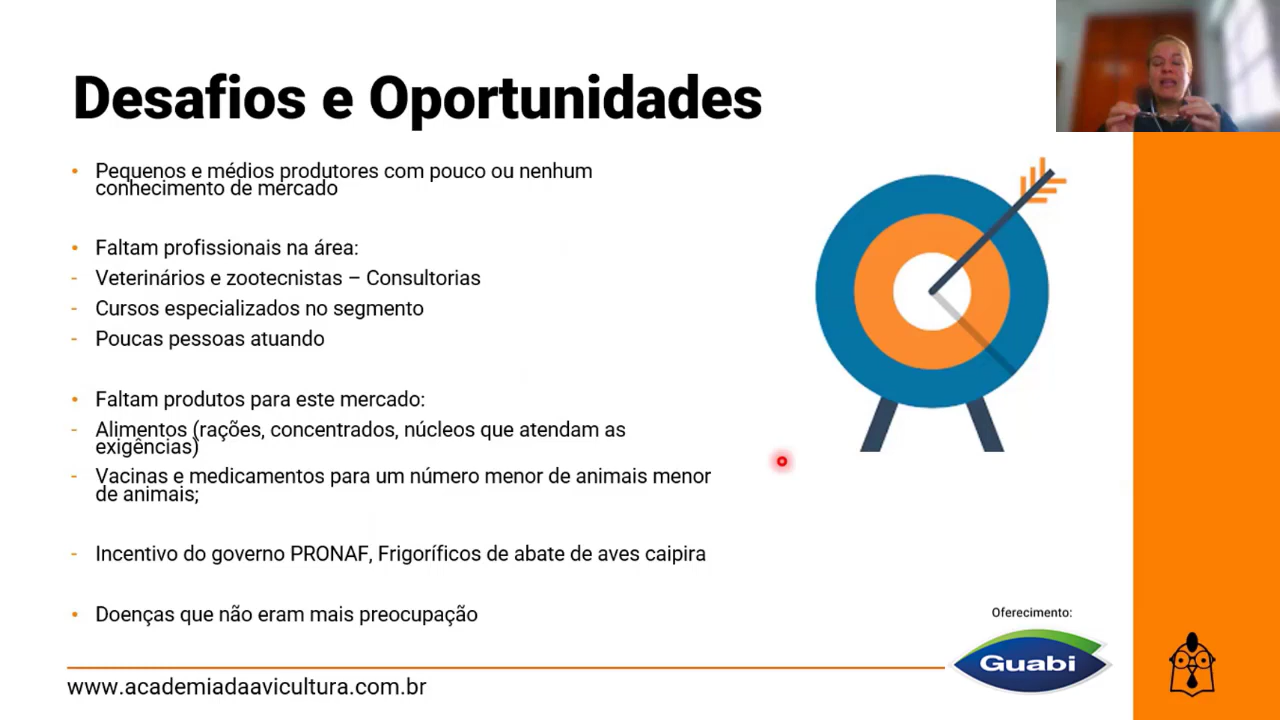 Desafios e Oportunidades
• Pequenos e médios produtores com pouco ou nenhum
conhecimento de mercado
• Faltam profissionais na área:
- Veterinários e zootecnistas – Consultorias
- Cursos especializados no segmento
- Poucas pessoas atuando
• Faltam produtos para este mercado:
- Alimentos (rações, concentrados, núcleos que atendam as
exigências)
- Vacinas e medicamentos para um número menor de animais menor
de animais;
- Incentivo do governo PRONAF, Frigoríficos de abate de aves caipira
• Doenças que não eram mais preocupação
Oferecimento:
Guabi
www.academiadaavicultura.com.br